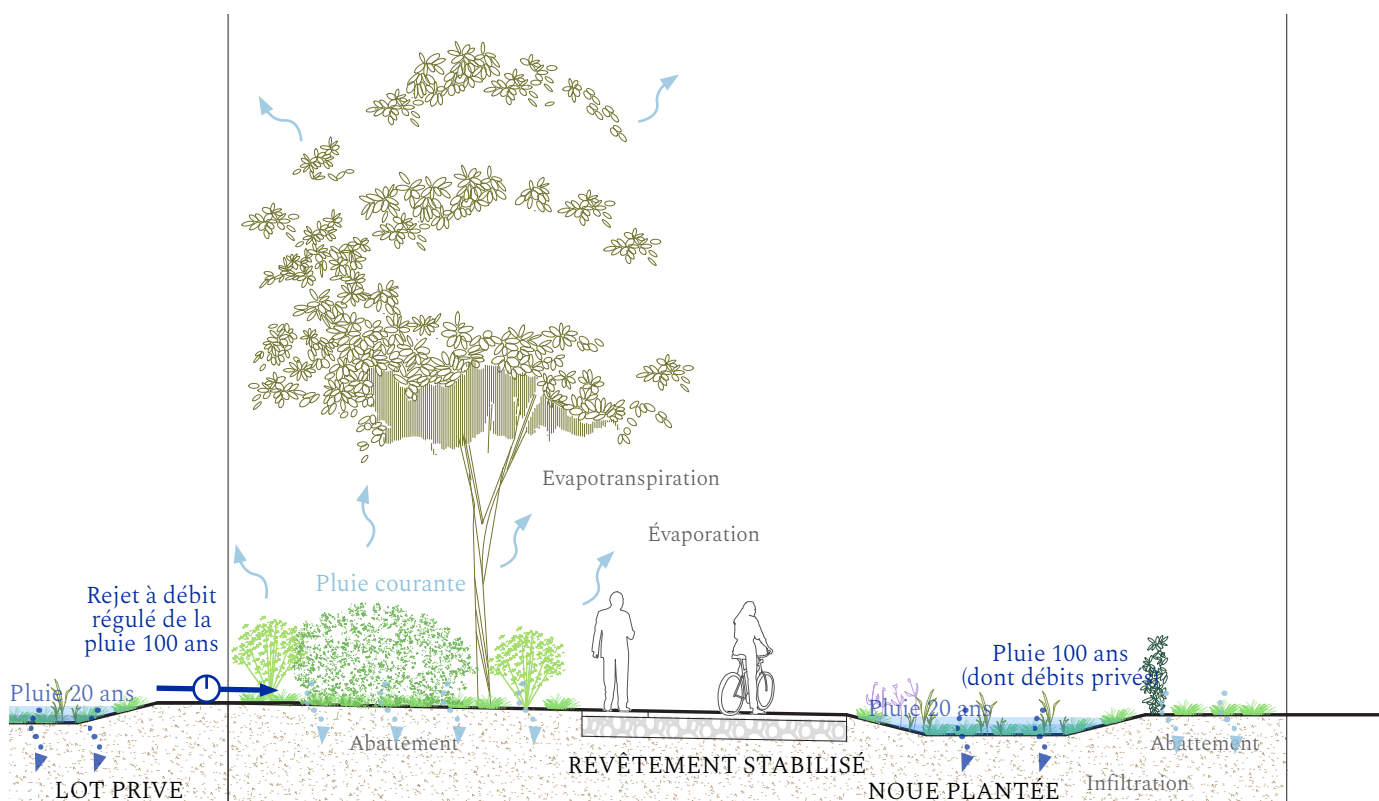 Evapotranspiration
Évaporation
Pluie courante
Rejet à débit
régulé de la
pluie 100 ans
Pluie 20 ans
Pluie 100 ans
(dont débits privés)
Pluie 20 ans
Abattement
Abattement
REVÊTEMENT STABILISÉ
LOT PRIVE
NOUE PLANTÉE
Infiltration